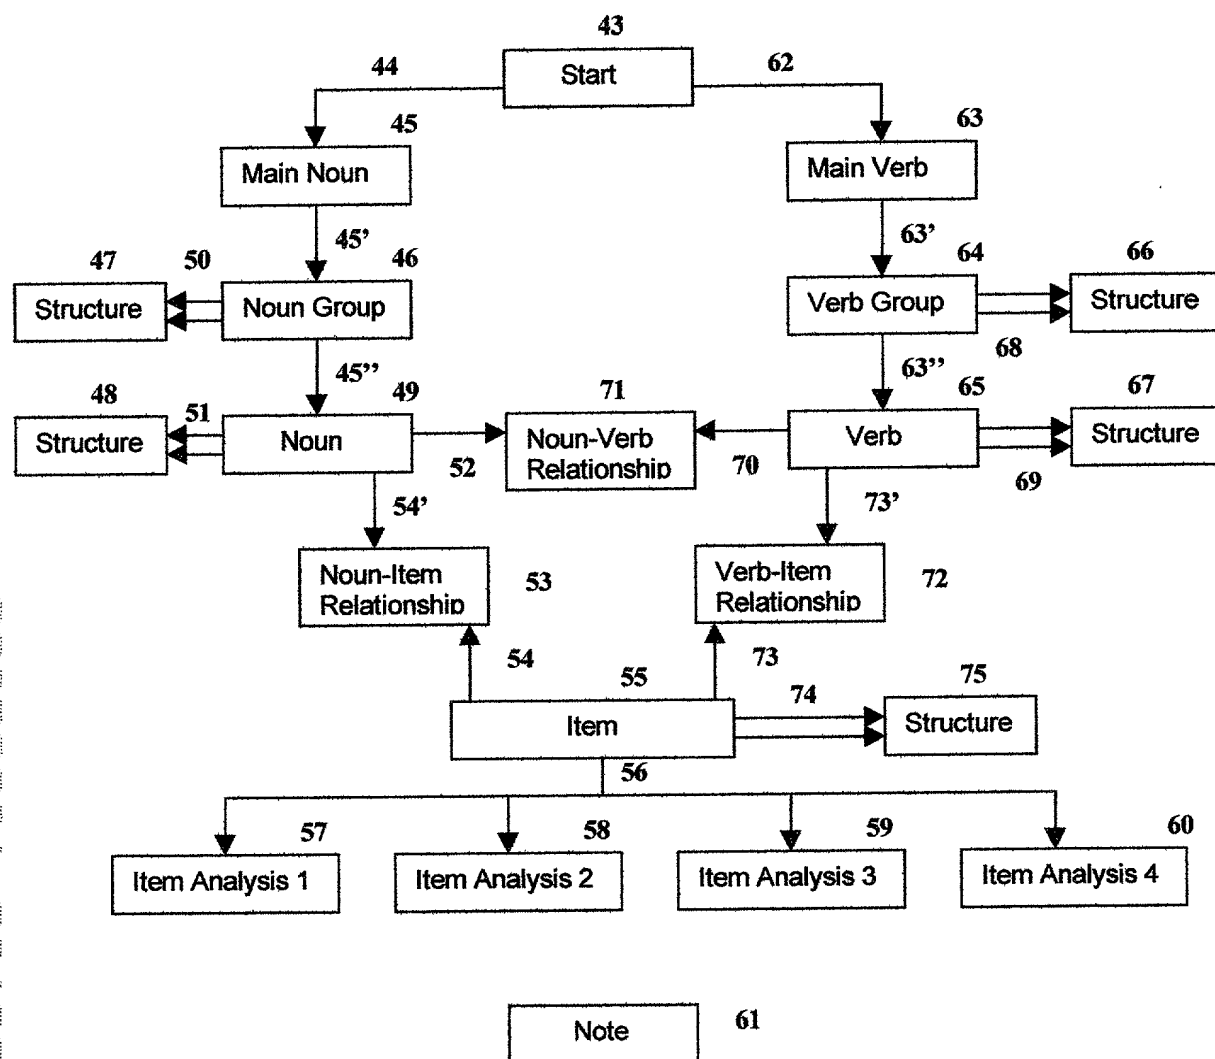 43
44
Start
62
45
63
Main Noun
Main Verb
45’
63’
47
50
46
64
66
Structure
Noun Group
Verb Group
Structure
68
45’’
63’’
48
51
49
71
65
67
Structure
Noun
Noun-Verb
Relationship
Verb
Structure
52
70
69
54’
73’
Noun-Item
Relationship
53
Verb-Item
Relationship
72
54
73
55
74
75
Item
Structure
56
57
58
59
60
Item Analysis 1
Item Analysis 2
Item Analysis 3
Item Analysis 4
Note
61